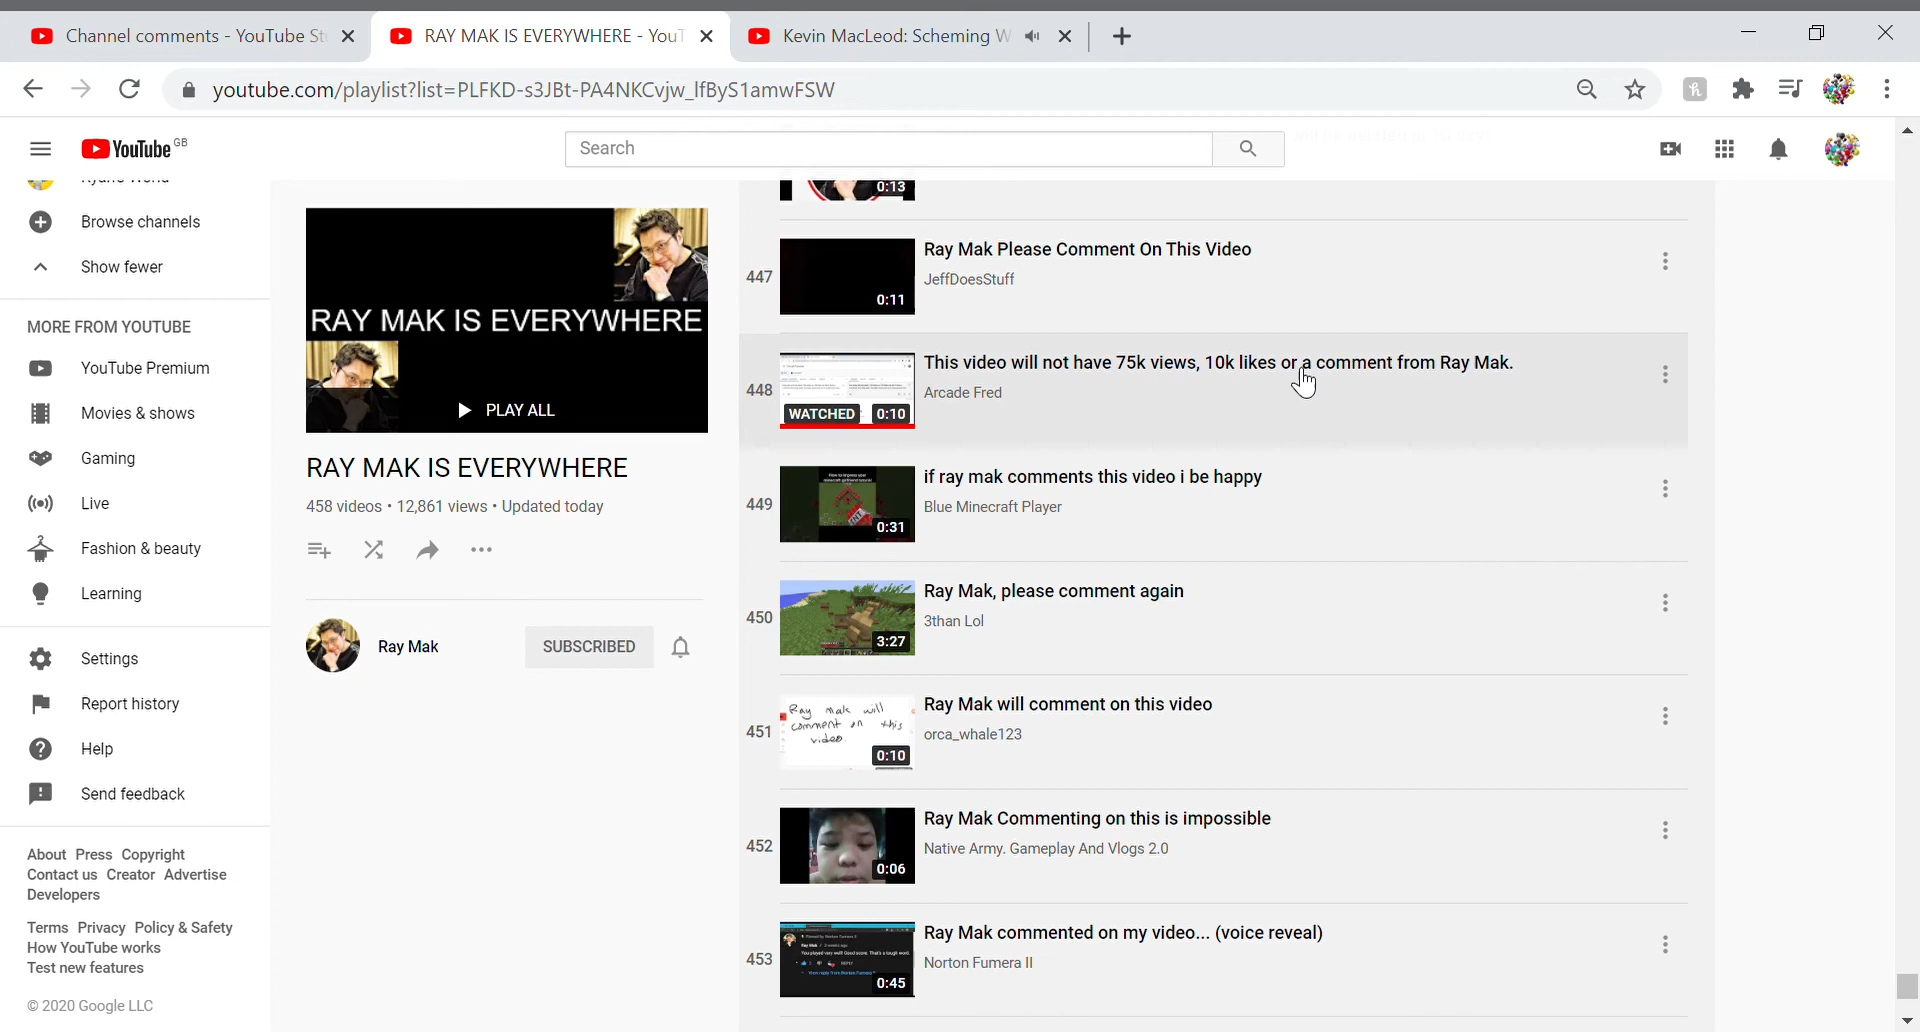 Channel comments - YouTube St
RAY MAK IS EVERYWHERE - YouT
Kevin MacLeod: Scheming W
youtube.com/playlist?list=PLFKD-s3JBt-PA4NKCvjw_lfByS1amwFSW
YouTube GB
Search
Browse channels
Show fewer
MORE FROM YOUTUBE
YouTube Premium
Movies & shows
Gaming
Live
Fashion & beauty
Learning
Settings
Report history
Help
Send feedback
About Press Copyright
Contact us Creator Advertise
Developers
Terms Privacy Policy & Safety
How YouTube works
Test new features
© 2020 Google LLC
RAY MAK IS EVERYWHERE
PLAY ALL
RAY MAK IS EVERYWHERE
458 videos • 12,861 views • Updated today
Ray Mak
SUBSCRIBED
0:13
447
0:11
Ray Mak Please Comment On This Video
JeffDoesStuff
448
WATCHED 0:10
This video will not have 75k views, 10k likes or a comment from Ray Mak.
Arcade Fred
449
0:31
if ray mak comments this video i be happy
Blue Minecraft Player
450
3:27
Ray Mak, please comment again
3than Lol
451
Ray mak will
comment on this
video.
0:10
Ray Mak will comment on this video
orca_whale123
452
0:06
Ray Mak Commenting on this is impossible
Native Army. Gameplay And Vlogs 2.0
453
0:45
Ray Mak commented on my video... (voice reveal)
Norton Fumera II